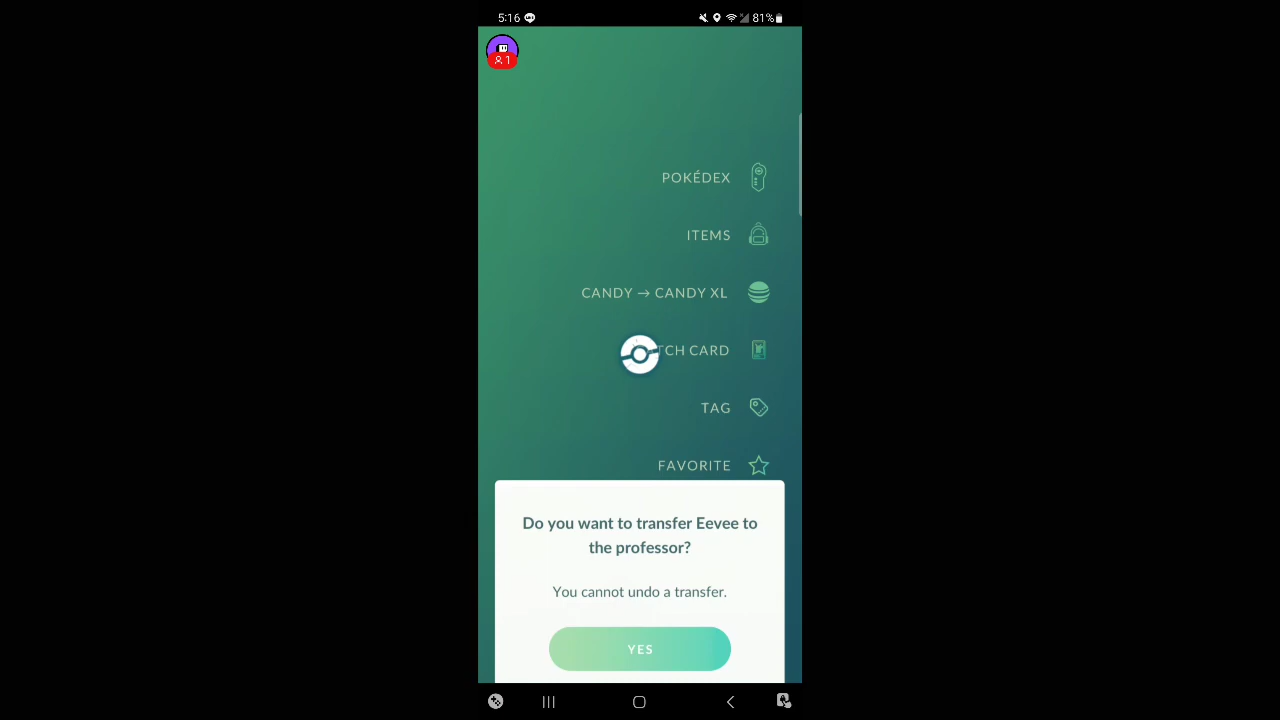 5:16
81%
1
POKÉDEX
ITEMS
CANDY → CANDY XL
TCH CARD
TAG
FAVORITE
Do you want to transfer Eevee to
the professor?
You cannot undo a transfer.
YES